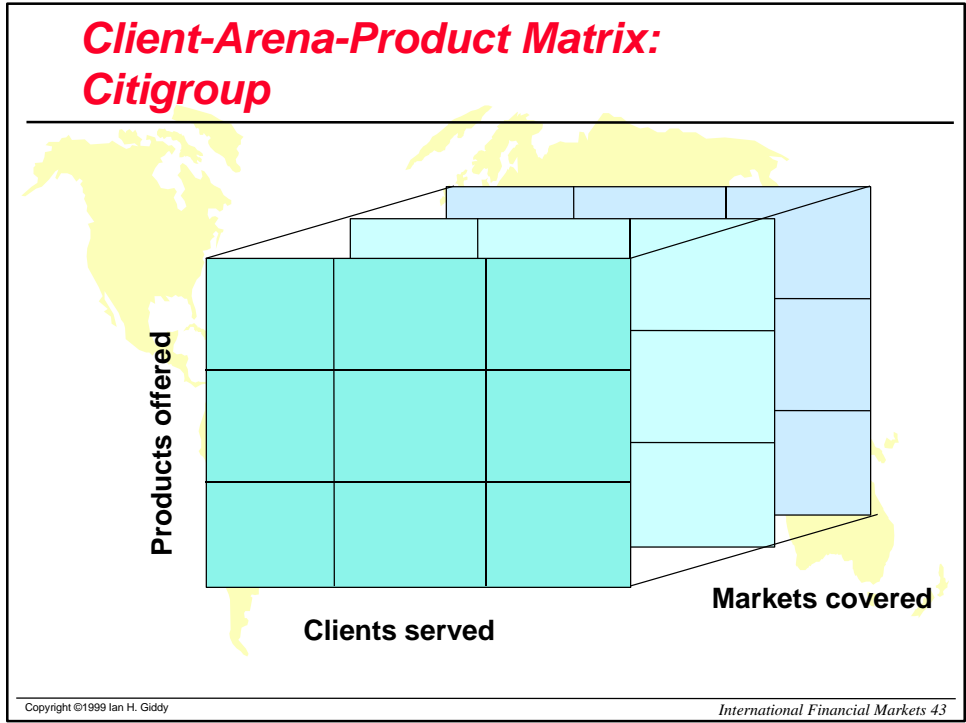 Client-Arena-Product Matrix:
Citigroup
Products offered
Markets covered
Clients served
Copyright ©1999 Ian H. Giddy
International Financial Markets 43